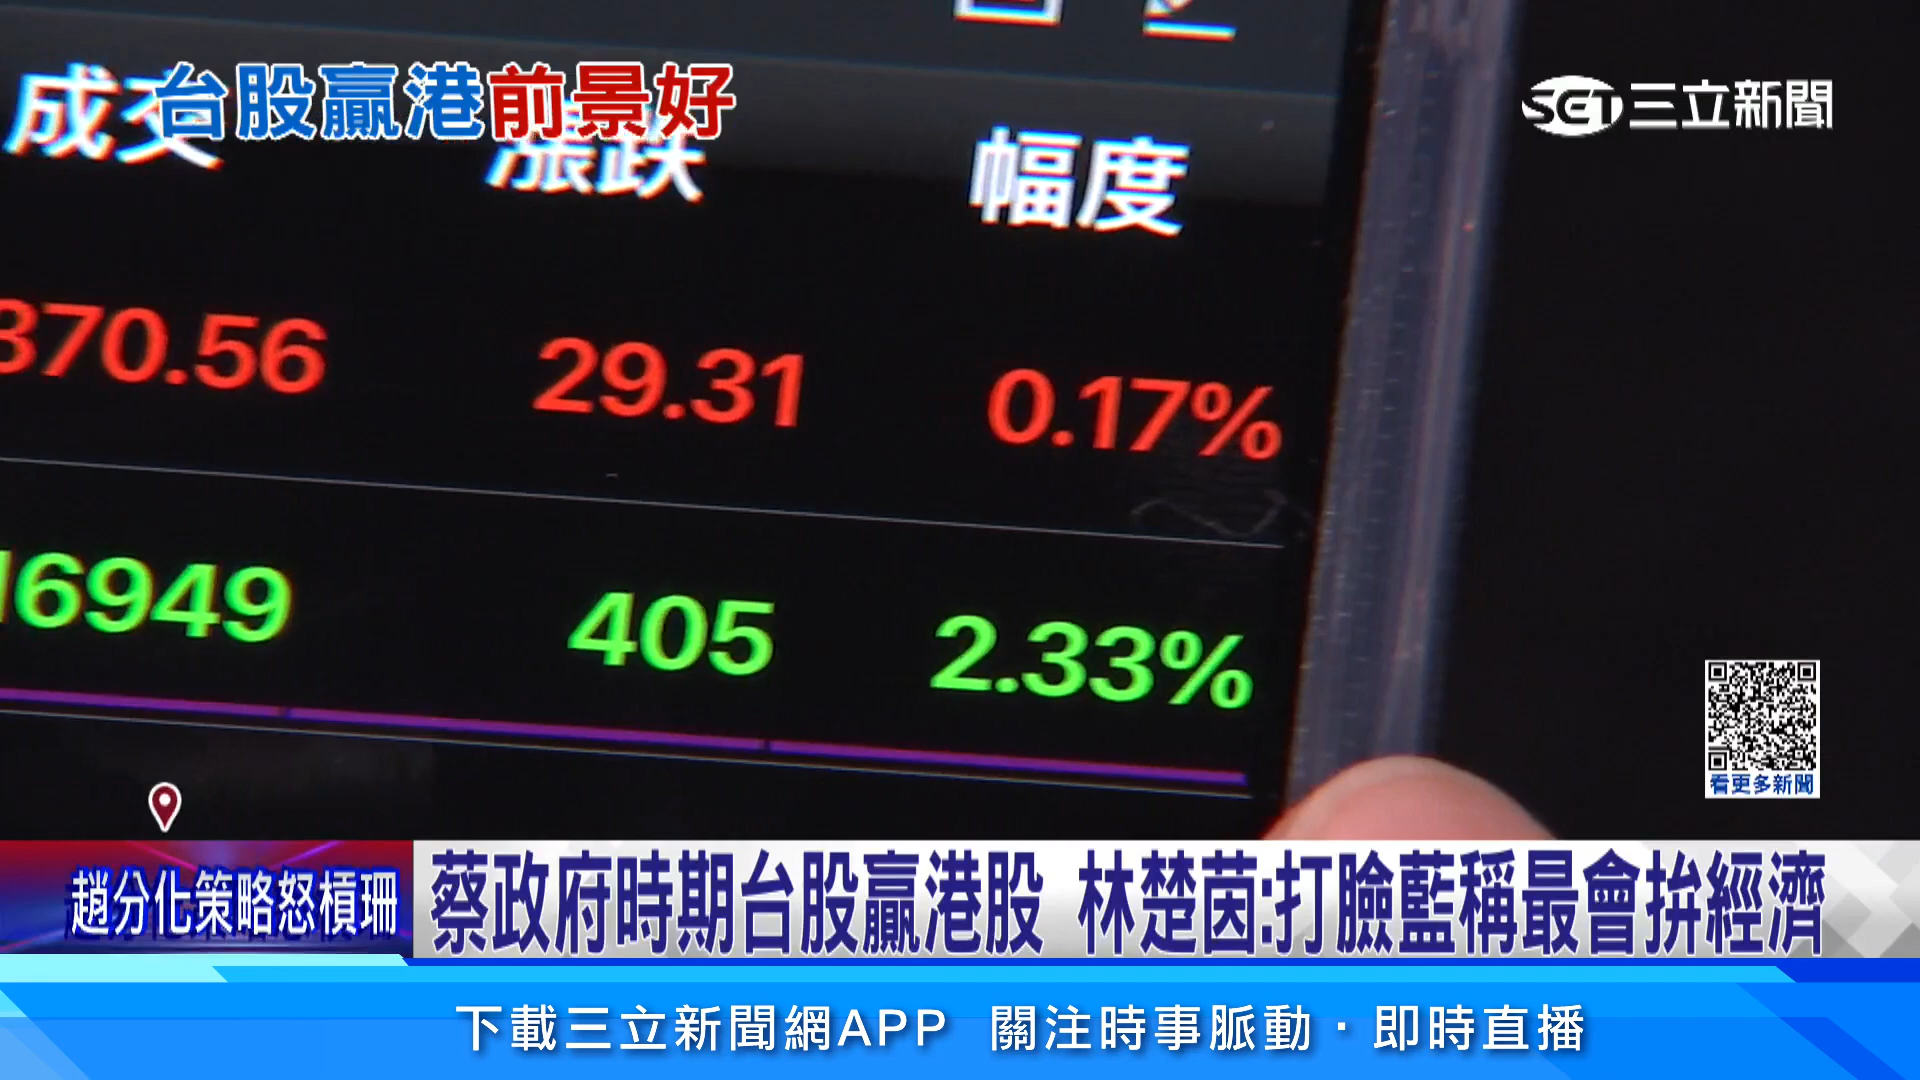 台股贏港前景好
SET三立新聞
成交 漲跌 幅度
370.56 29.31 0.17%
16949 405 2.33%
看更多新聞
趙分化策略怒槓珊
蔡政府時期台股贏港股 林楚茵:打臉藍稱最會拚經濟
下載三立新聞網APP 關注時事脈動·即時直播